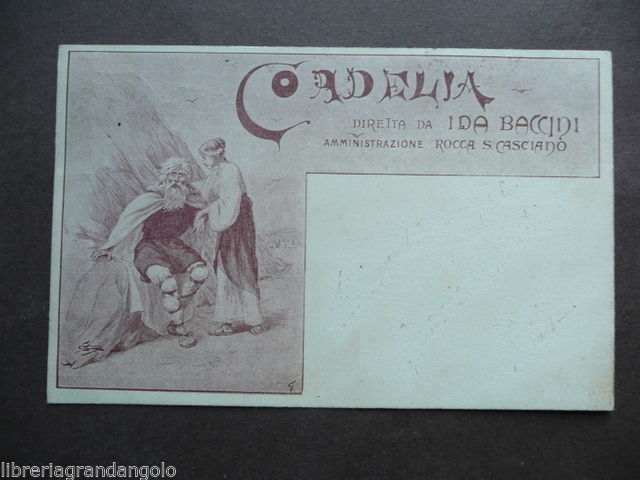 CORDELIA
DIRETTA DA IDA BACCINI
AMMINISTRAZIONE ROCCA S. CASCIANO
libreriagrandangolo